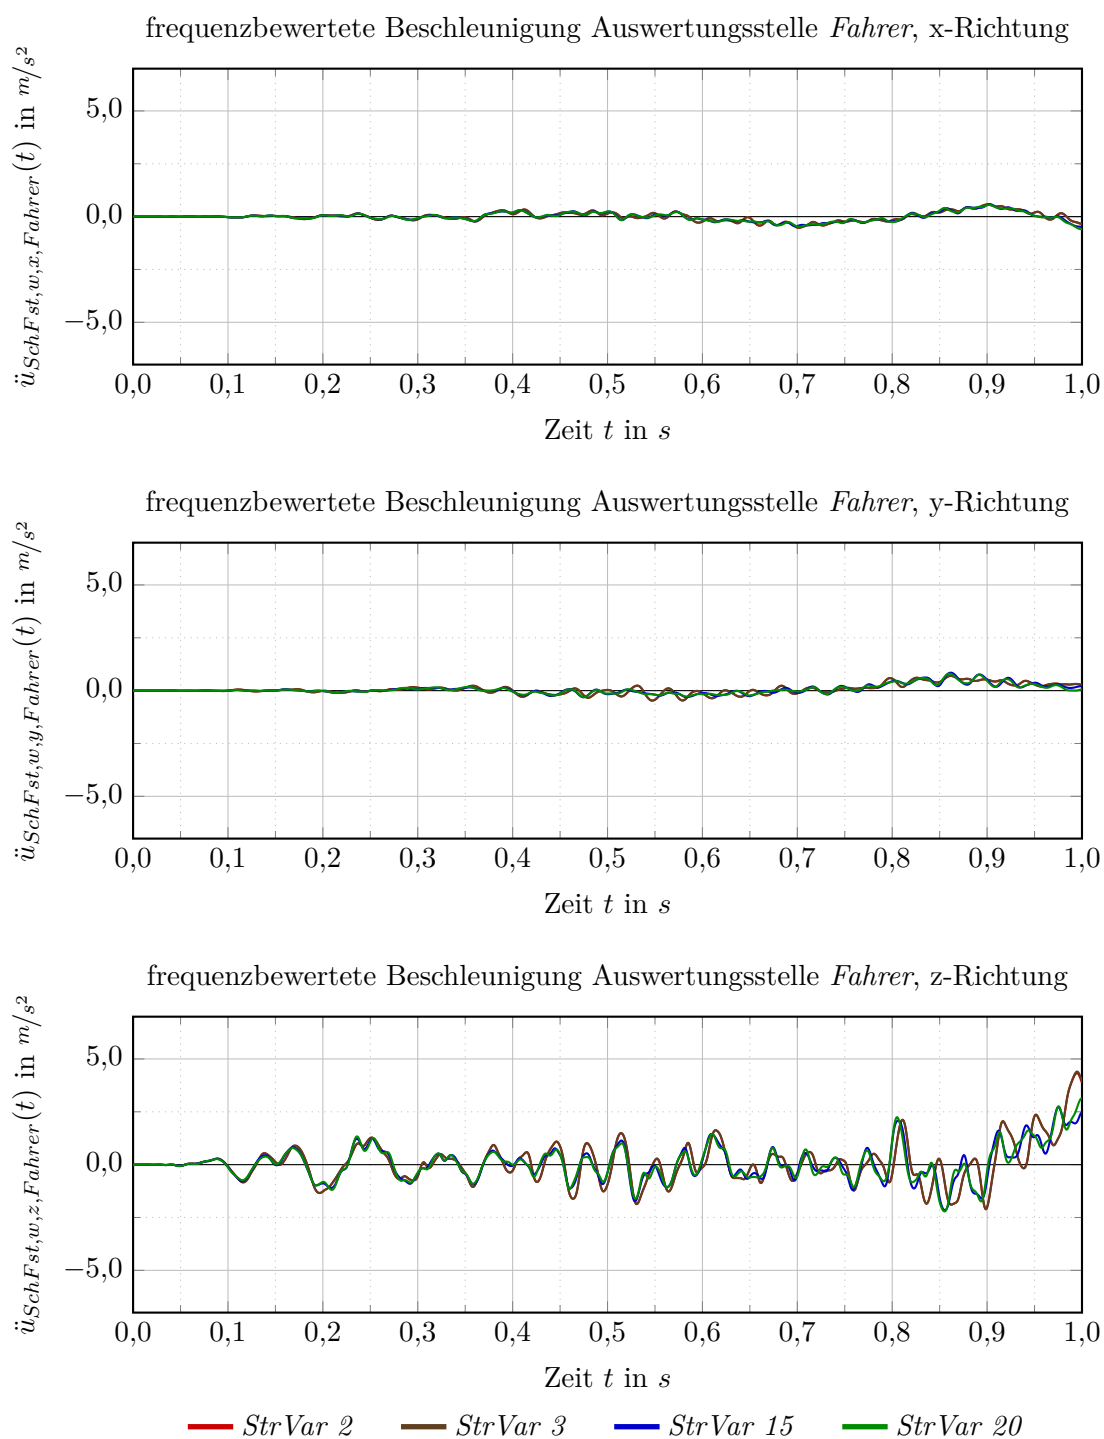 frequenzbewertete Beschleunigung Auswertungsstelle Fahrer, x-Richtung
üSchFst,w,x,Fahrer(t) in m/s²
5,0
0,0
−5,0
0,0 0,1 0,2 0,3 0,4 0,5 0,6 0,7 0,8 0,9 1,0
Zeit t in s
frequenzbewertete Beschleunigung Auswertungsstelle Fahrer, y-Richtung
üSchFst,w,y,Fahrer(t) in m/s²
5,0
0,0
−5,0
0,0 0,1 0,2 0,3 0,4 0,5 0,6 0,7 0,8 0,9 1,0
Zeit t in s
frequenzbewertete Beschleunigung Auswertungsstelle Fahrer, z-Richtung
üSchFst,w,z,Fahrer(t) in m/s²
5,0
0,0
−5,0
0,0 0,1 0,2 0,3 0,4 0,5 0,6 0,7 0,8 0,9 1,0
Zeit t in s
StrVar 2 StrVar 3 StrVar 15 StrVar 20